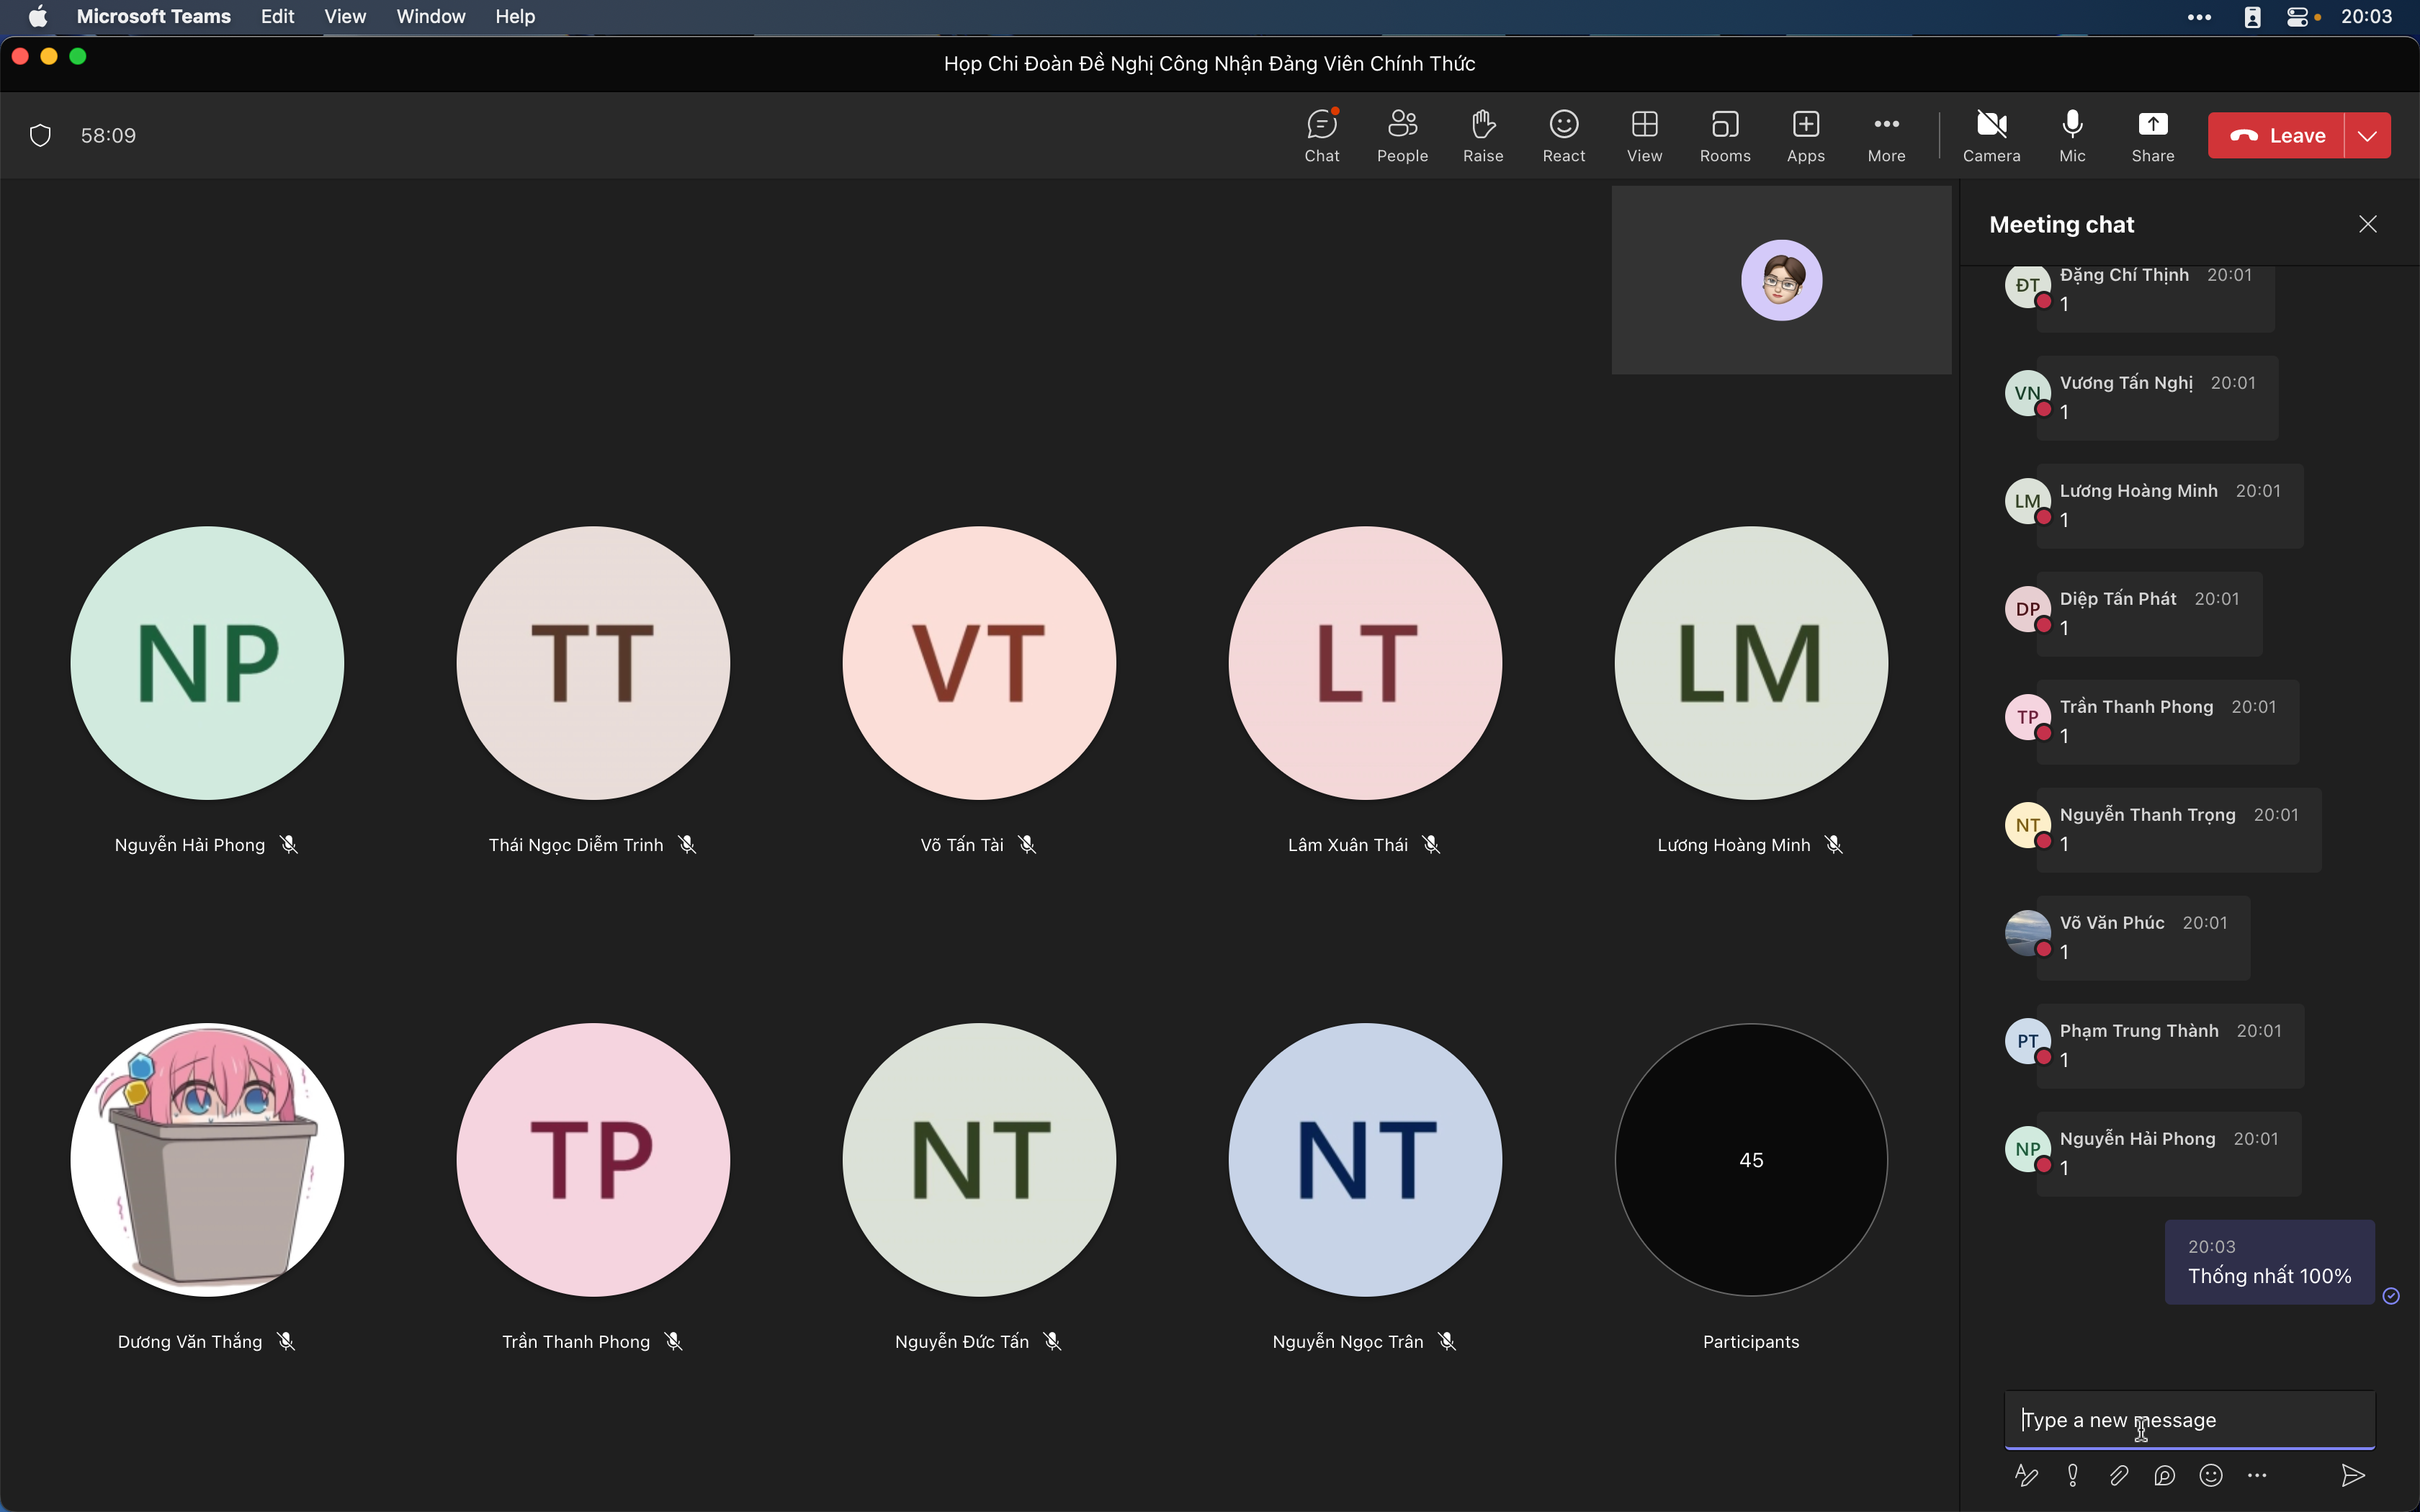 Microsoft Teams Edit View Window Help 20:03
Họp Chi Đoàn Đề Nghị Công Nhận Đảng Viên Chính Thức
58:09
Chat People Raise React View Rooms Apps More Camera Mic Share Leave
NP TT VT LT LM
Nguyễn Hải Phong Thái Ngọc Diễm Trinh Võ Tấn Tài Lâm Xuân Thái Lương Hoàng Minh
TP NT NT 45
Dương Văn Thắng Trần Thanh Phong Nguyễn Đức Tấn Nguyễn Ngọc Trân Participants
Meeting chat
ĐT Đặng Chí Thịnh 20:01
1
VN Vương Tấn Nghị 20:01
1
LM Lương Hoàng Minh 20:01
1
DP Diệp Tấn Phát 20:01
1
TP Trần Thanh Phong 20:01
1
NT Nguyễn Thanh Trọng 20:01
1
Võ Văn Phúc 20:01
1
PT Phạm Trung Thành 20:01
1
NP Nguyễn Hải Phong 20:01
1
20:03
Thống nhất 100%
Type a new message